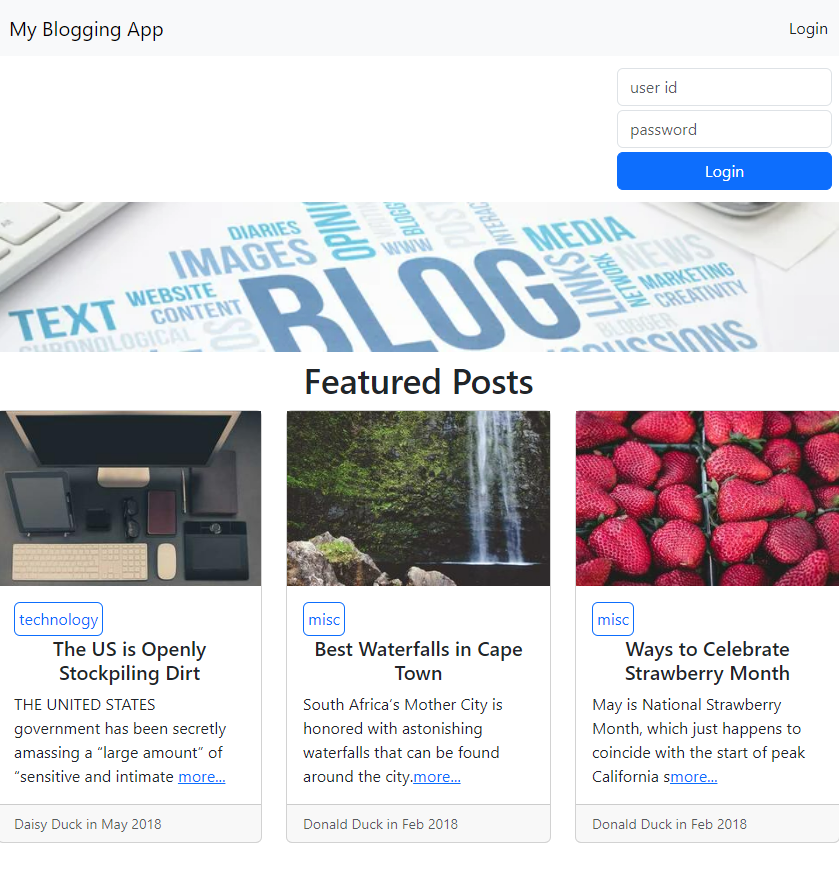 My Blogging App
Login
user id
password
Login
DIARIES
OPIN
BLOGG
POST
INTERAC
IMAGES
WWW
MEDIA
TEXT
WEBSITE
CONTENT
BLOG
LINKS
NETWORK
NEWS
MARKETING
CREATIVITY
CHRONOLOGICAL
SOC
BLOGGER
SCUSSIONS
Featured Posts
technology
The US is Openly
Stockpiling Dirt
THE UNITED STATES
government has been secretly
amassing a “large amount” of
“sensitive and intimate more...
Daisy Duck in May 2018
misc
Best Waterfalls in Cape
Town
South Africa’s Mother City is
honored with astonishing
waterfalls that can be found
around the city.more...
Donald Duck in Feb 2018
misc
Ways to Celebrate
Strawberry Month
May is National Strawberry
Month, which just happens to
coincide with the start of peak
California smore...
Donald Duck in Feb 2018